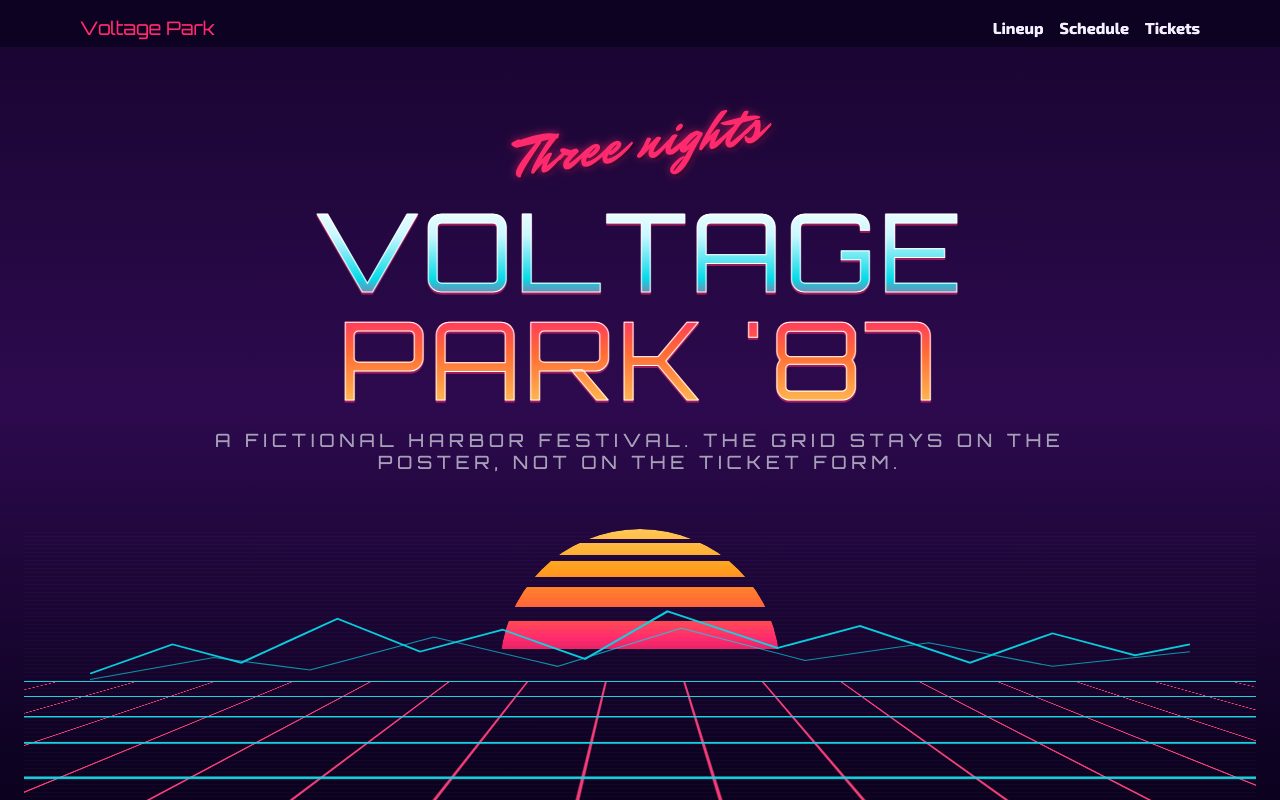 Voltage Park
Lineup Schedule Tickets
Three nights
VOLTAGE
PARK '87
A FICTIONAL HARBOR FESTIVAL. THE GRID STAYS ON THE
POSTER, NOT ON THE TICKET FORM.